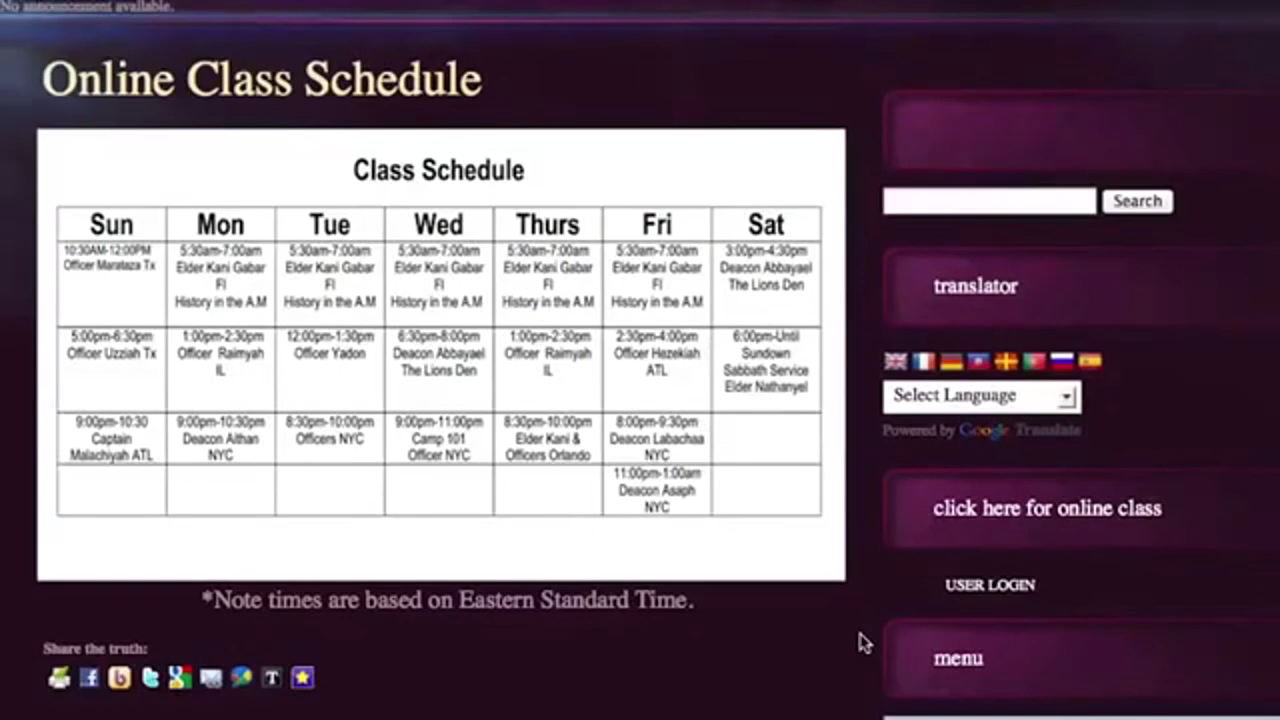 No announcement available.
Online Class Schedule
Class Schedule
Sun Mon Tue Wed Thurs Fri Sat
10:30AM-12:00PM
Officer Marataza Tx
5:30am-7:00am
Elder Kani Gabar
Fl
History in the A.M
5:30am-7:00am
Elder Kani Gabar
Fl
History in the A.M
5:30am-7:00am
Elder Kani Gabar
Fl
History in the A.M
5:30am-7:00am
Elder Kani Gabar
Fl
History in the A.M
5:30am-7:00am
Elder Kani Gabar
Fl
History in the A.M
3:00pm-4:30pm
Deacon Abbayael
The Lions Den
5:00pm-6:30pm
Officer Uzziah Tx
1:00pm-2:30pm
Officer Raimyah
IL
12:00pm-1:30pm
Officer Yadon
6:30pm-8:00pm
Deacon Abbayael
The Lions Den
1:00pm-2:30pm
Officer Raimyah
IL
2:30pm-4:00pm
Officer Hezekiah
ATL
6:00pm-Until
Sundown
Sabbath Service
Elder Nathanyel
9:00pm-10:30
Captain
Malachiyah ATL
9:00pm-10:30pm
Deacon Aithan
NYC
8:30pm-10:00pm
Officers NYC
9:00pm-11:00pm
Camp 101
Officer NYC
8:30pm-10:00pm
Elder Kani &
Officers Orlando
8:00pm-9:30pm
Deacon Labachaa
NYC
11:00pm-1:00am
Deacon Asaph
NYC
*Note times are based on Eastern Standard Time.
Share the truth:
Search
translator
Select Language
Powered by Google Translate
click here for online class
USER LOGIN
menu